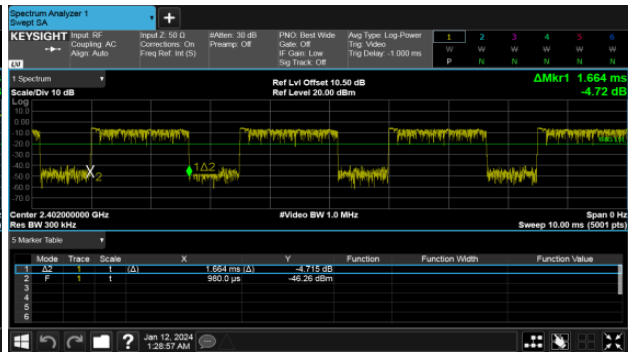 Spectrum Analyzer 1
Swept SA
+
KEYSIGHT Input: RF Input Z: 50 Ω #Atten: 30 dB PNO: Best Wide Avg Type: Log-Power 1 2 3 4 5 6
Coupling: AC Corrections: On Preamp: Off Gate: Off Trig: Video W W W W W W
Align: Auto Freq Ref: Int (S) IF Gain: Low Trig Delay: -1.000 ms P N N N N N
Sig Track: Off
LXI
1 Spectrum
Ref Lvl Offset 10.50 dB ΔMkr1 1.664 ms
Scale/Div 10 dB Ref Level 20.00 dBm -4.72 dB
Log
10.0
0.00
-10.0
-20.0
-30.0
-40.0
-50.0
-60.0
-70.0
X2
1Δ2
Center 2.402000000 GHz #Video BW 1.0 MHz Span 0 Hz
Res BW 300 kHz Sweep 10.00 ms (5001 pts)
5 Marker Table
Mode Trace Scale X Y Function Function Width Function Value
1 Δ2 1 t (Δ) 1.664 ms (Δ) -4.715 dB
2 F 1 t 980.0 µs -46.26 dBm
3
4
5
6
?
Jan 12, 2024
1:28:57 AM